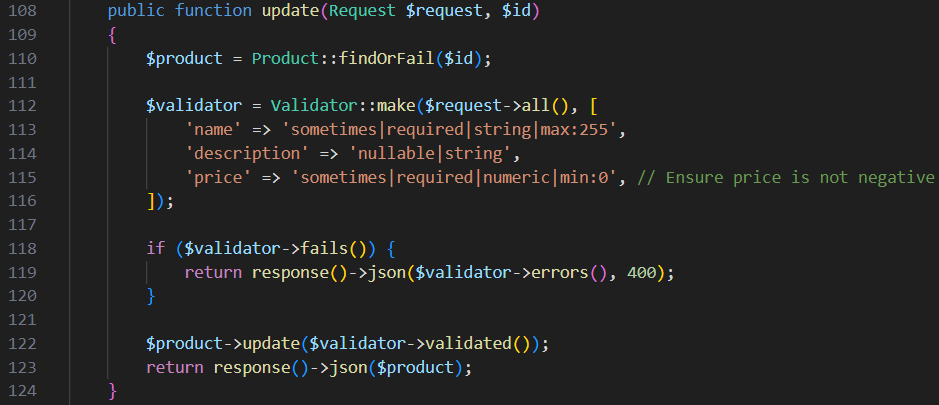 108 public function update(Request $request, $id)
109 {
110 $product = Product::findOrFail($id);
111
112 $validator = Validator::make($request->all(), [
113 'name' => 'sometimes|required|string|max:255',
114 'description' => 'nullable|string',
115 'price' => 'sometimes|required|numeric|min:0', // Ensure price is not negative
116 ]);
117
118 if ($validator->fails()) {
119 return response()->json($validator->errors(), 400);
120 }
121
122 $product->update($validator->validated());
123 return response()->json($product);
124 }